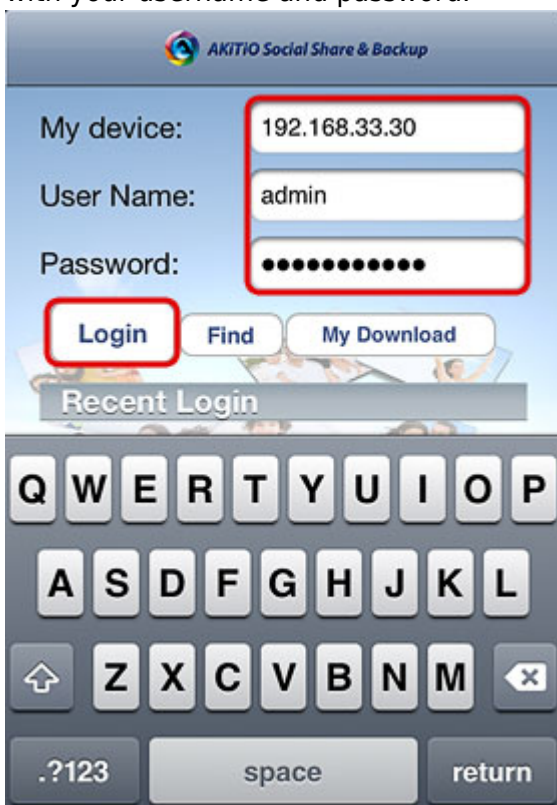 with your username and password.
AKiTiO Social Share & Backup
My device: 192.168.33.30
User Name: admin
Password: •••••••••••
Login Find My Download
Recent Login
Q W E R T Y U I O P
A S D F G H J K L
Z X C V B N M
.?123 space return